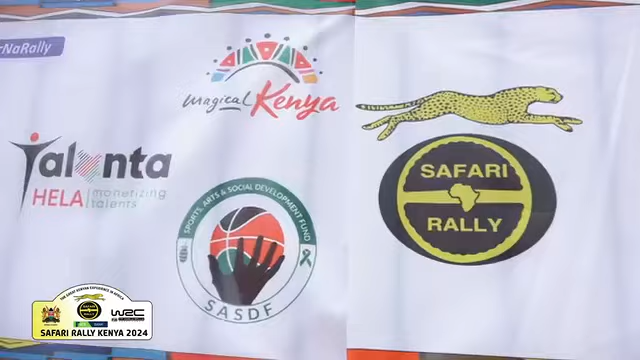 rNaRally
magical Kenya
Talanta
HELA monetizing
talents
SPORTS, ARTS & SOCIAL DEVELOPMENT FUND
SASDF
SAFARI
RALLY
WRC
SAFARI RALLY KENYA 2024